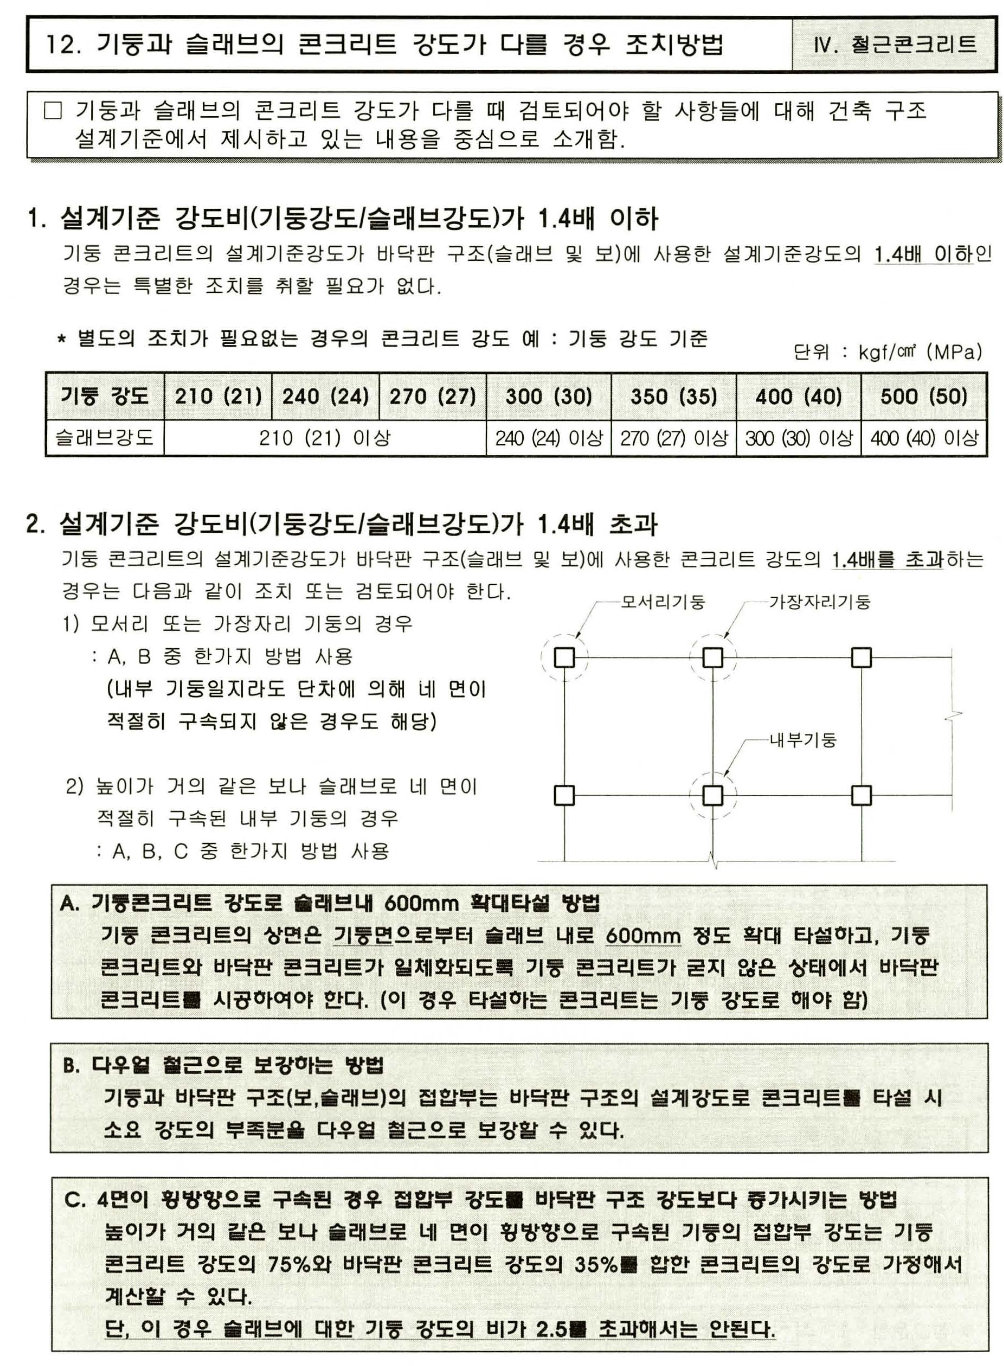 12. 기둥과 슬래브의 콘크리트 강도가 다를 경우 조치방법
Ⅳ. 철근콘크리트
□ 기둥과 슬래브의 콘크리트 강도가 다를 때 검토되어야 할 사항들에 대해 건축 구조
설계기준에서 제시하고 있는 내용을 중심으로 소개함.
1. 설계기준 강도비(기둥강도/슬래브강도)가 1.4배 이하
기둥 콘크리트의 설계기준강도가 바닥판 구조(슬래브 및 보)에 사용한 설계기준강도의 1.4배 이하인
경우는 특별한 조치를 취할 필요가 없다.
* 별도의 조치가 필요없는 경우의 콘크리트 강도 예 : 기둥 강도 기준
단위 : kgf/㎠ (MPa)
기둥 강도 210 (21) 240 (24) 270 (27) 300 (30) 350 (35) 400 (40) 500 (50)
슬래브강도 210 (21) 이상 240 (24) 이상 270 (27) 이상 300 (30) 이상 400 (40) 이상
2. 설계기준 강도비(기둥강도/슬래브강도)가 1.4배 초과
기둥 콘크리트의 설계기준강도가 바닥판 구조(슬래브 및 보)에 사용한 콘크리트 강도의 1.4배를 초과하는
경우는 다음과 같이 조치 또는 검토되어야 한다.
1) 모서리 또는 가장자리 기둥의 경우
: A, B 중 한가지 방법 사용
(내부 기둥일지라도 단차에 의해 네 면이
적절히 구속되지 않은 경우도 해당)
2) 높이가 거의 같은 보나 슬래브로 네 면이
적절히 구속된 내부 기둥의 경우
: A, B, C 중 한가지 방법 사용
모서리기둥
가장자리기둥
내부기둥
A. 기둥콘크리트 강도로 슬래브내 600mm 확대타설 방법
기둥 콘크리트의 상면은 기둥면으로부터 슬래브 내로 600mm 정도 확대 타설하고, 기둥
콘크리트와 바닥판 콘크리트가 일체화되도록 기둥 콘크리트가 굳지 않은 상태에서 바닥판
콘크리트를 시공하여야 한다. (이 경우 타설하는 콘크리트는 기둥 강도로 해야 함)
B. 다우얼 철근으로 보강하는 방법
기둥과 바닥판 구조(보,슬래브)의 접합부는 바닥판 구조의 설계강도로 콘크리트를 타설 시
소요 강도의 부족분을 다우얼 철근으로 보강할 수 있다.
C. 4면이 횡방향으로 구속된 경우 접합부 강도를 바닥판 구조 강도보다 증가시키는 방법
높이가 거의 같은 보나 슬래브로 네 면이 횡방향으로 구속된 기둥의 접합부 강도는 기둥
콘크리트 강도의 75%와 바닥판 콘크리트 강도의 35%를 합한 콘크리트의 강도로 가정해서
계산할 수 있다.
단, 이 경우 슬래브에 대한 기둥 강도의 비가 2.5를 초과해서는 안된다.